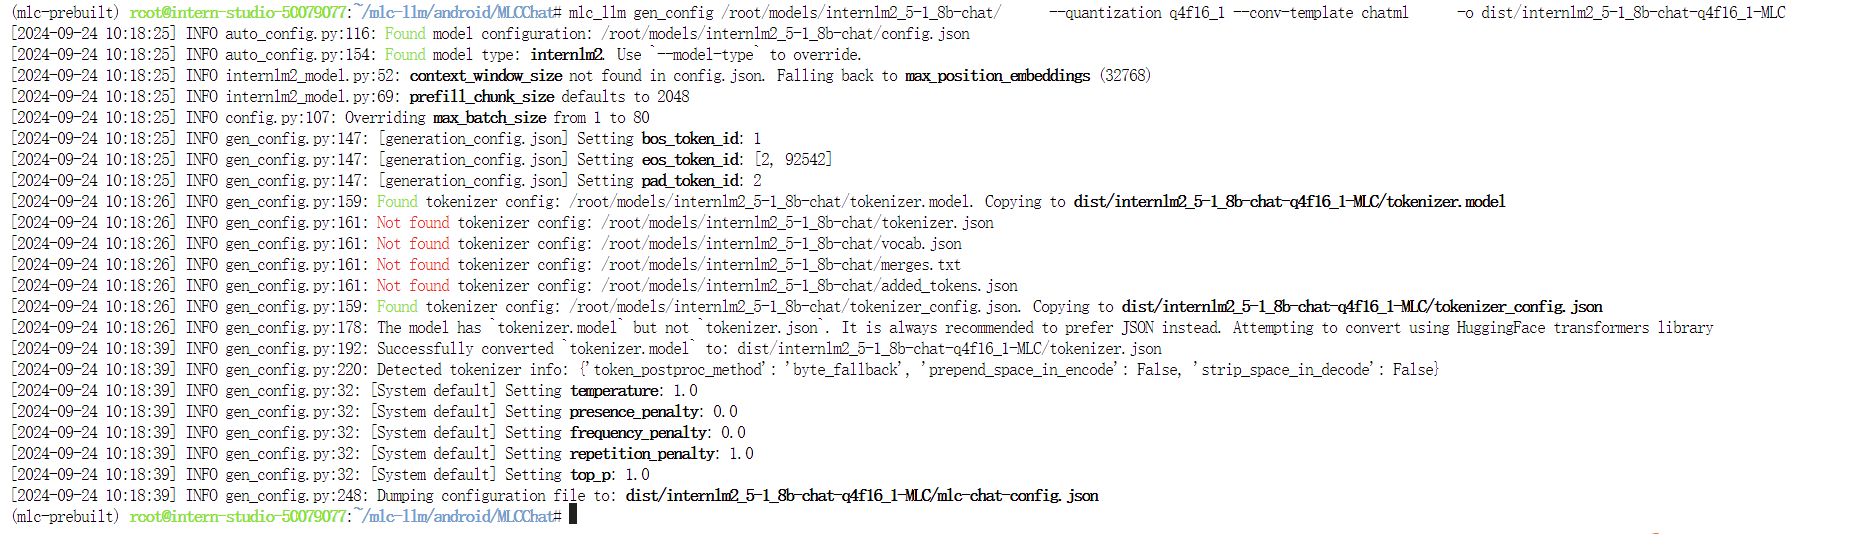 (mlc-prebuilt) root@intern-studio-50079077:~/mlc-llm/android/MLCChat# mlc_llm gen_config /root/models/internlm2_5-1_8b-chat/     --quantization q4f16_1 --conv-template chatml      -o dist/internlm2_5-1_8b-chat-q4f16_1-MLC
[2024-09-24 10:18:25] INFO auto_config.py:116: Found model configuration: /root/models/internlm2_5-1_8b-chat/config.json
[2024-09-24 10:18:25] INFO auto_config.py:154: Found model type: internlm2. Use `--model-type` to override.
[2024-09-24 10:18:25] INFO internlm2_model.py:52: context_window_size not found in config.json. Falling back to max_position_embeddings (32768)
[2024-09-24 10:18:25] INFO internlm2_model.py:69: prefill_chunk_size defaults to 2048
[2024-09-24 10:18:25] INFO config.py:107: Overriding max_batch_size from 1 to 80
[2024-09-24 10:18:25] INFO gen_config.py:147: [generation_config.json] Setting bos_token_id: 1
[2024-09-24 10:18:25] INFO gen_config.py:147: [generation_config.json] Setting eos_token_id: [2, 92542]
[2024-09-24 10:18:25] INFO gen_config.py:147: [generation_config.json] Setting pad_token_id: 2
[2024-09-24 10:18:26] INFO gen_config.py:159: Found tokenizer config: /root/models/internlm2_5-1_8b-chat/tokenizer.model. Copying to dist/internlm2_5-1_8b-chat-q4f16_1-MLC/tokenizer.model
[2024-09-24 10:18:26] INFO gen_config.py:161: Not found tokenizer config: /root/models/internlm2_5-1_8b-chat/tokenizer.json
[2024-09-24 10:18:26] INFO gen_config.py:161: Not found tokenizer config: /root/models/internlm2_5-1_8b-chat/vocab.json
[2024-09-24 10:18:26] INFO gen_config.py:161: Not found tokenizer config: /root/models/internlm2_5-1_8b-chat/merges.txt
[2024-09-24 10:18:26] INFO gen_config.py:161: Not found tokenizer config: /root/models/internlm2_5-1_8b-chat/added_tokens.json
[2024-09-24 10:18:26] INFO gen_config.py:159: Found tokenizer config: /root/models/internlm2_5-1_8b-chat/tokenizer_config.json. Copying to dist/internlm2_5-1_8b-chat-q4f16_1-MLC/tokenizer_config.json
[2024-09-24 10:18:26] INFO gen_config.py:178: The model has `tokenizer.model` but not `tokenizer.json`. It is always recommended to prefer JSON instead. Attempting to convert using HuggingFace transformers library
[2024-09-24 10:18:39] INFO gen_config.py:192: Successfully converted `tokenizer.model` to: dist/internlm2_5-1_8b-chat-q4f16_1-MLC/tokenizer.json
[2024-09-24 10:18:39] INFO gen_config.py:220: Detected tokenizer info: {'token_postproc_method': 'byte_fallback', 'prepend_space_in_encode': False, 'strip_space_in_decode': False}
[2024-09-24 10:18:39] INFO gen_config.py:32: [System default] Setting temperature: 1.0
[2024-09-24 10:18:39] INFO gen_config.py:32: [System default] Setting presence_penalty: 0.0
[2024-09-24 10:18:39] INFO gen_config.py:32: [System default] Setting frequency_penalty: 0.0
[2024-09-24 10:18:39] INFO gen_config.py:32: [System default] Setting repetition_penalty: 1.0
[2024-09-24 10:18:39] INFO gen_config.py:32: [System default] Setting top_p: 1.0
[2024-09-24 10:18:39] INFO gen_config.py:248: Dumping configuration file to: dist/internlm2_5-1_8b-chat-q4f16_1-MLC/mlc-chat-config.json
(mlc-prebuilt) root@intern-studio-50079077:~/mlc-llm/android/MLCChat#